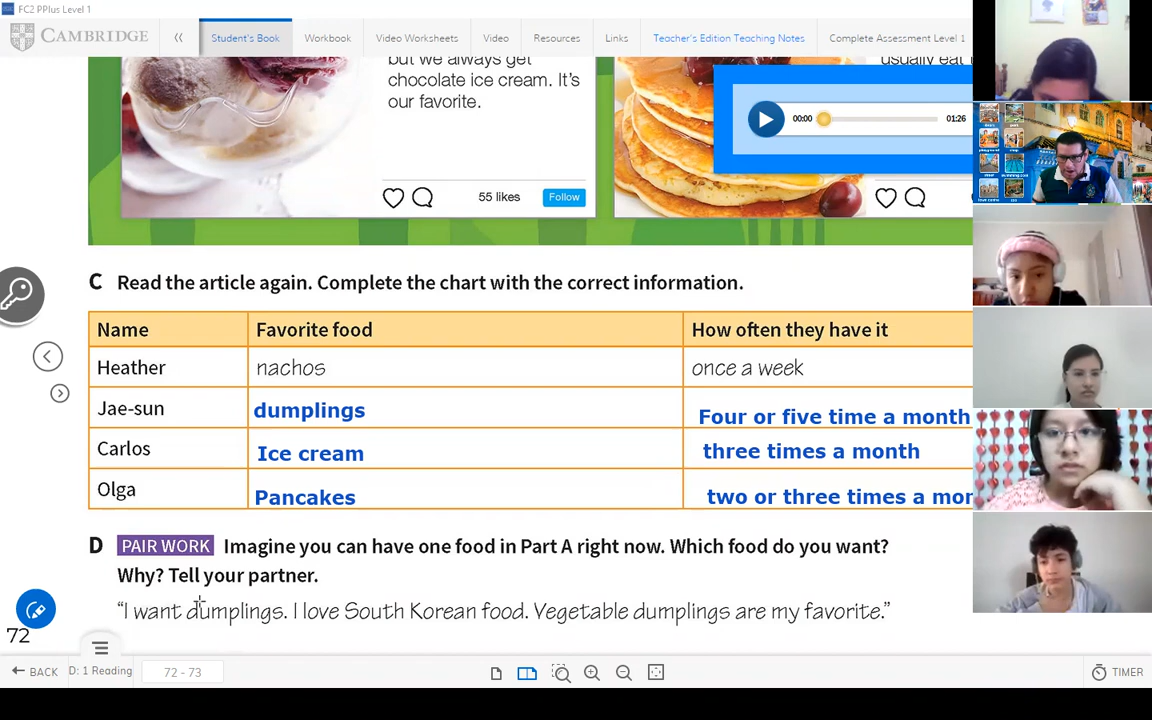 FC2 PPlus Level 1
CAMBRIDGE
Student's Book
Workbook
Video Worksheets
Video
Resources
Links
Teacher's Edition Teaching Notes
Complete Assessment Level 1
but we always get
chocolate ice cream. It's
our favorite.
55 likes
Follow
usually eat
00:00
01:26
C Read the article again. Complete the chart with the correct information.
Name Favorite food How often they have it
Heather nachos once a week
Jae-sun dumplings Four or five time a month
Carlos Ice cream three times a month
Olga Pancakes two or three times a mor
D PAIR WORK Imagine you can have one food in Part A right now. Which food do you want?
Why? Tell your partner.
“I want dumplings. I love South Korean food. Vegetable dumplings are my favorite.”
72
BACK
D: 1 Reading
72 - 73
TIMER